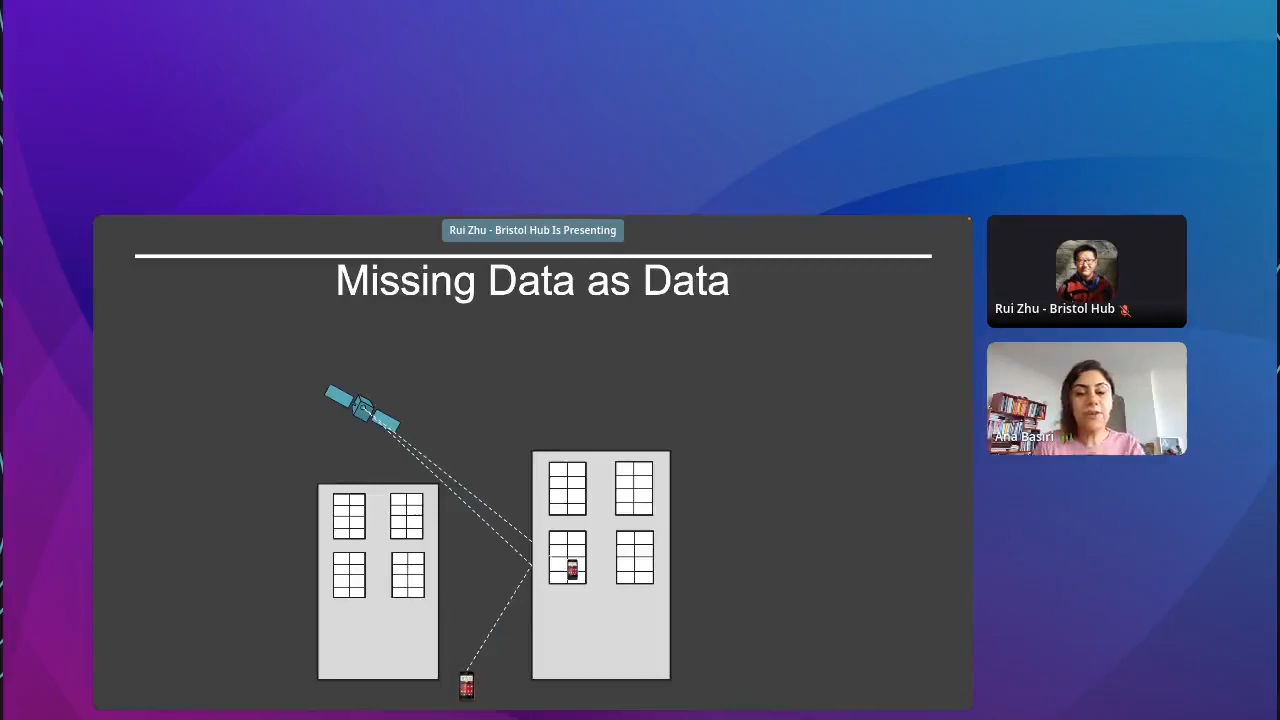 Rui Zhu - Bristol Hub Is Presenting
Missing Data as Data
Rui Zhu - Bristol Hub
Ana Basiri